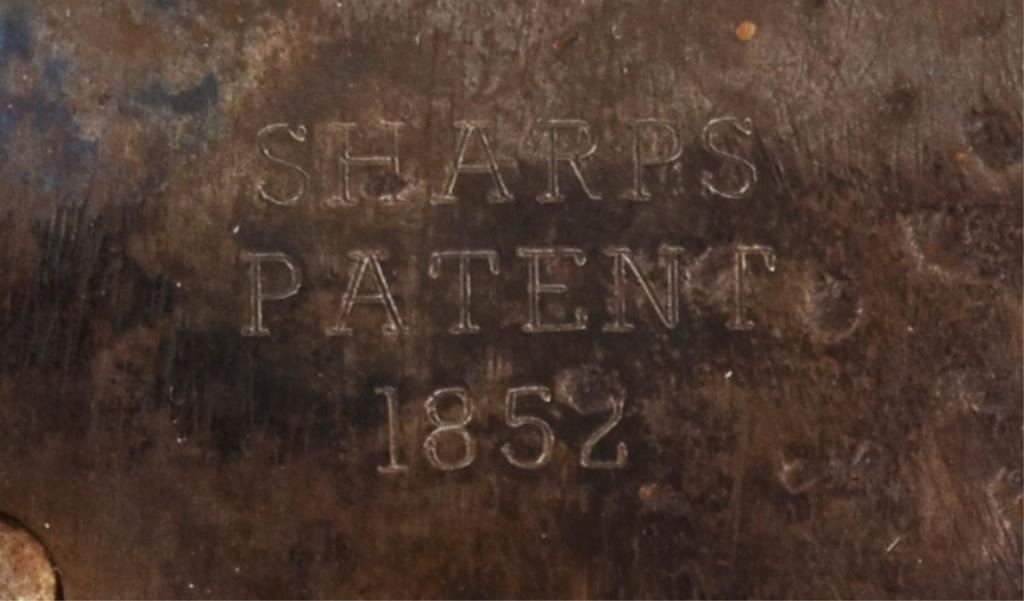 SHARPS
PATENT
1852